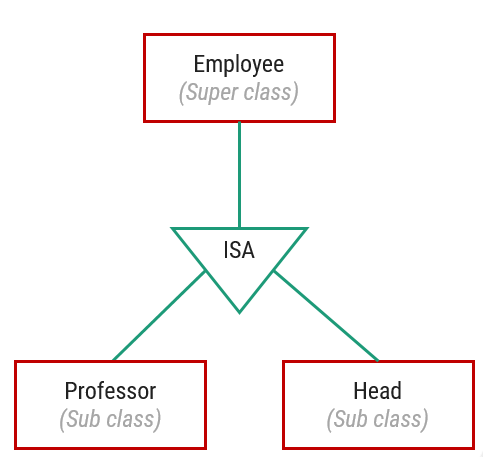 Employee
(Super class)
ISA
Professor
(Sub class)
Head
(Sub class)